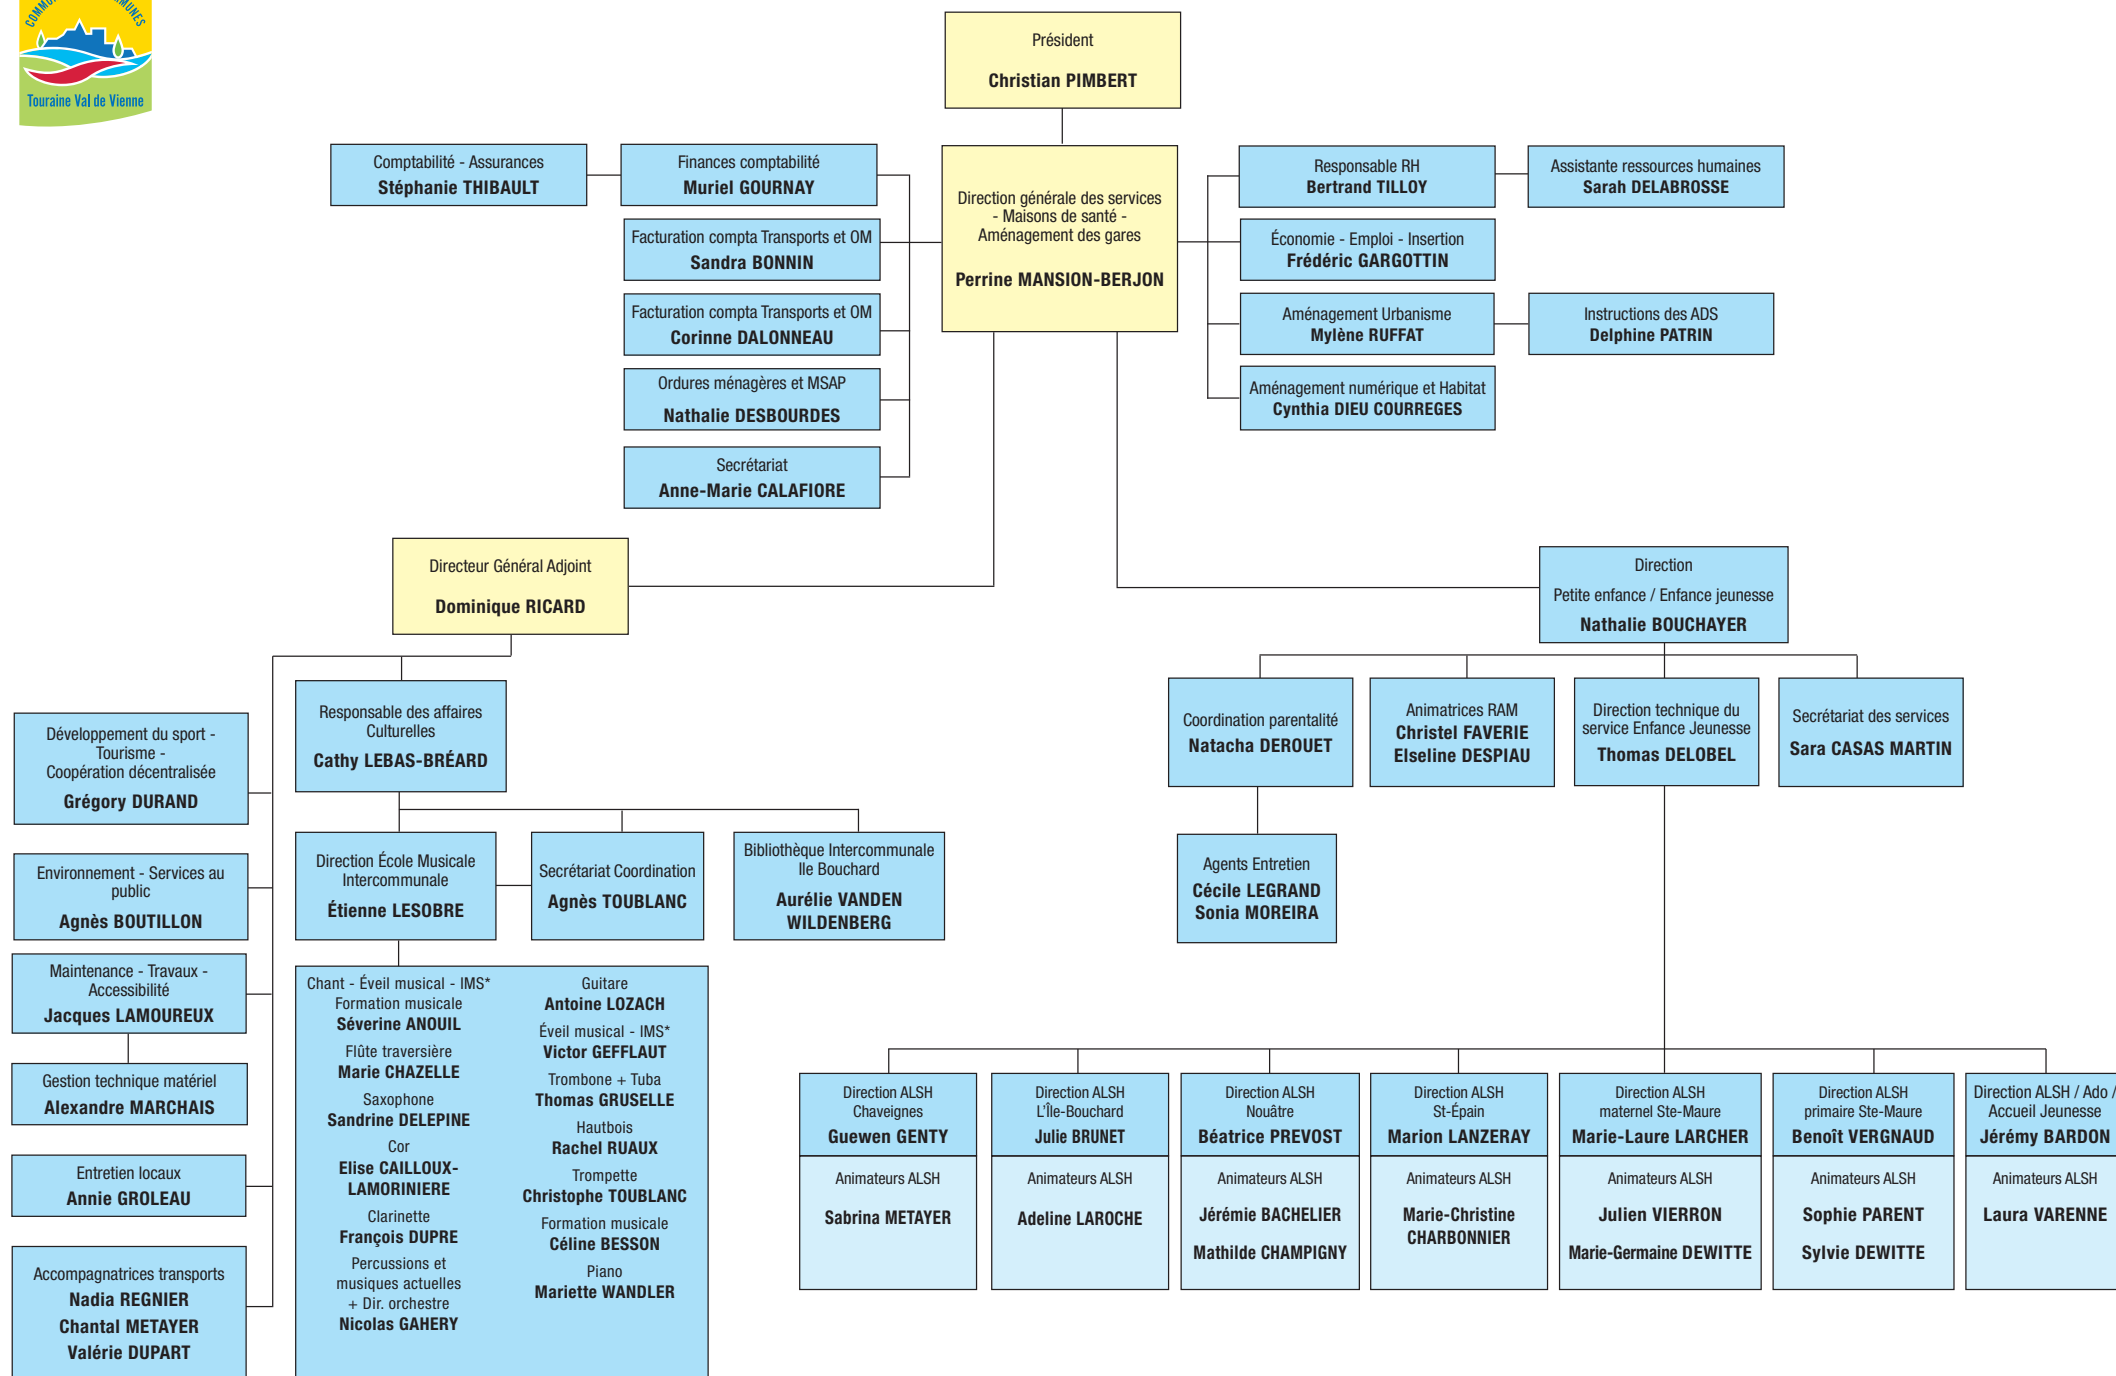 Touraine Val de Vienne
Président
Christian PIMBERT
Comptabilité - Assurances
Stéphanie THIBAULT
Finances comptabilité
Muriel GOURNAY
Facturation compta Transports et OM
Sandra BONNIN
Facturation compta Transports et OM
Corinne DALONNEAU
Ordures ménagères et MSAP
Nathalie DESBOURDES
Secrétariat
Anne-Marie CALAFIORE
Direction générale des services
- Maisons de santé -
Aménagement des gares
Perrine MANSION-BERJON
Responsable RH
Bertrand TILLOY
Assistante ressources humaines
Sarah DELABROSSE
Économie - Emploi - Insertion
Frédéric GARGOTTIN
Aménagement Urbanisme
Mylène RUFFAT
Instructions des ADS
Delphine PATRIN
Aménagement numérique et Habitat
Cynthia DIEU COURREGES
Directeur Général Adjoint
Dominique RICARD
Direction
Petite enfance / Enfance jeunesse
Nathalie BOUCHAYER
Développement du sport -
Tourisme -
Coopération décentralisée
Grégory DURAND
Environnement - Services au
public
Agnès BOUTILLON
Maintenance - Travaux -
Accessibilité
Jacques LAMOUREUX
Gestion technique matériel
Alexandre MARCHAIS
Entretien locaux
Annie GROLEAU
Accompagnatrices transports
Nadia REGNIER
Chantal METAYER
Valérie DUPART
Responsable des affaires
Culturelles
Cathy LEBAS-BRÉARD
Direction École Musicale
Intercommunale
Étienne LESOBRE
Secrétariat Coordination
Agnès TOUBLANC
Bibliothèque Intercommunale
Ile Bouchard
Aurélie VANDEN
WILDENBERG
Chant - Éveil musical - IMS*
Formation musicale
Séverine ANOUIL
Flûte traversière
Marie CHAZELLE
Saxophone
Sandrine DELEPINE
Cor
Elise CAILLOUX-
LAMORINIERE
Clarinette
François DUPRE
Percussions et
musiques actuelles
+ Dir. orchestre
Nicolas GAHERY
Guitare
Antoine LOZACH
Éveil musical - IMS*
Victor GEFFLAUT
Trombone + Tuba
Thomas GRUSELLE
Hautbois
Rachel RUAUX
Trompette
Christophe TOUBLANC
Formation musicale
Céline BESSON
Piano
Mariette WANDLER
Coordination parentalité
Natacha DEROUET
Animatrices RAM
Christel FAVERIE
Elseline DESPIAU
Direction technique du
service Enfance Jeunesse
Thomas DELOBEL
Secrétariat des services
Sara CASAS MARTIN
Agents Entretien
Cécile LEGRAND
Sonia MOREIRA
Direction ALSH
Chaveignes
Guewen GENTY
Animateurs ALSH
Sabrina METAYER
Direction ALSH
L'Île-Bouchard
Julie BRUNET
Animateurs ALSH
Adeline LAROCHE
Direction ALSH
Nouâtre
Béatrice PREVOST
Animateurs ALSH
Jérémie BACHELIER
Mathilde CHAMPIGNY
Direction ALSH
St-Épain
Marion LANZERAY
Animateurs ALSH
Marie-Christine
CHARBONNIER
Direction ALSH
maternel Ste-Maure
Marie-Laure LARCHER
Animateurs ALSH
Julien VIERRON
Marie-Germaine DEWITTE
Direction ALSH
primaire Ste-Maure
Benoît VERGNAUD
Animateurs ALSH
Sophie PARENT
Sylvie DEWITTE
Direction ALSH / Ado /
Accueil Jeunesse
Jérémy BARDON
Animateurs ALSH
Laura VARENNE